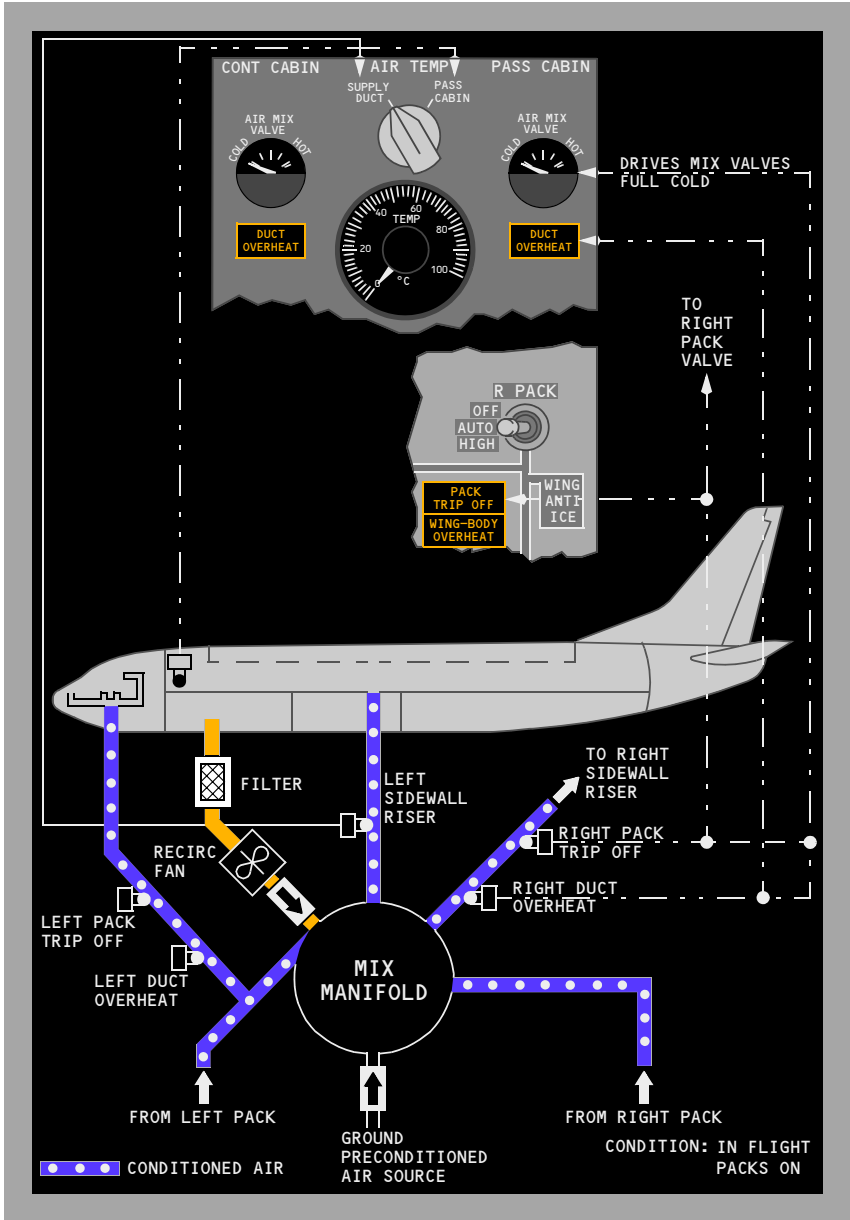 CONT CABIN
AIR TEMP
PASS CABIN
SUPPLY
DUCT
PASS
CABIN
AIR MIX
VALVE
COLD
HOT
AIR MIX
VALVE
COLD
HOT
DRIVES MIX VALVES
FULL COLD
DUCT
OVERHEAT
DUCT
OVERHEAT
TEMP
0
20
40
60
80
100
°C
TO
RIGHT
PACK
VALVE
R PACK
OFF
AUTO
HIGH
PACK
TRIP OFF
WING-BODY
OVERHEAT
WING
ANTI
ICE
FILTER
RECIRC
FAN
LEFT
SIDEWALL
RISER
TO RIGHT
SIDEWALL
RISER
RIGHT PACK
TRIP OFF
RIGHT DUCT
OVERHEAT
LEFT PACK
TRIP OFF
LEFT DUCT
OVERHEAT
MIX
MANIFOLD
FROM LEFT PACK
FROM RIGHT PACK
GROUND
PRECONDITIONED
AIR SOURCE
CONDITION: IN FLIGHT
PACKS ON
CONDITIONED AIR